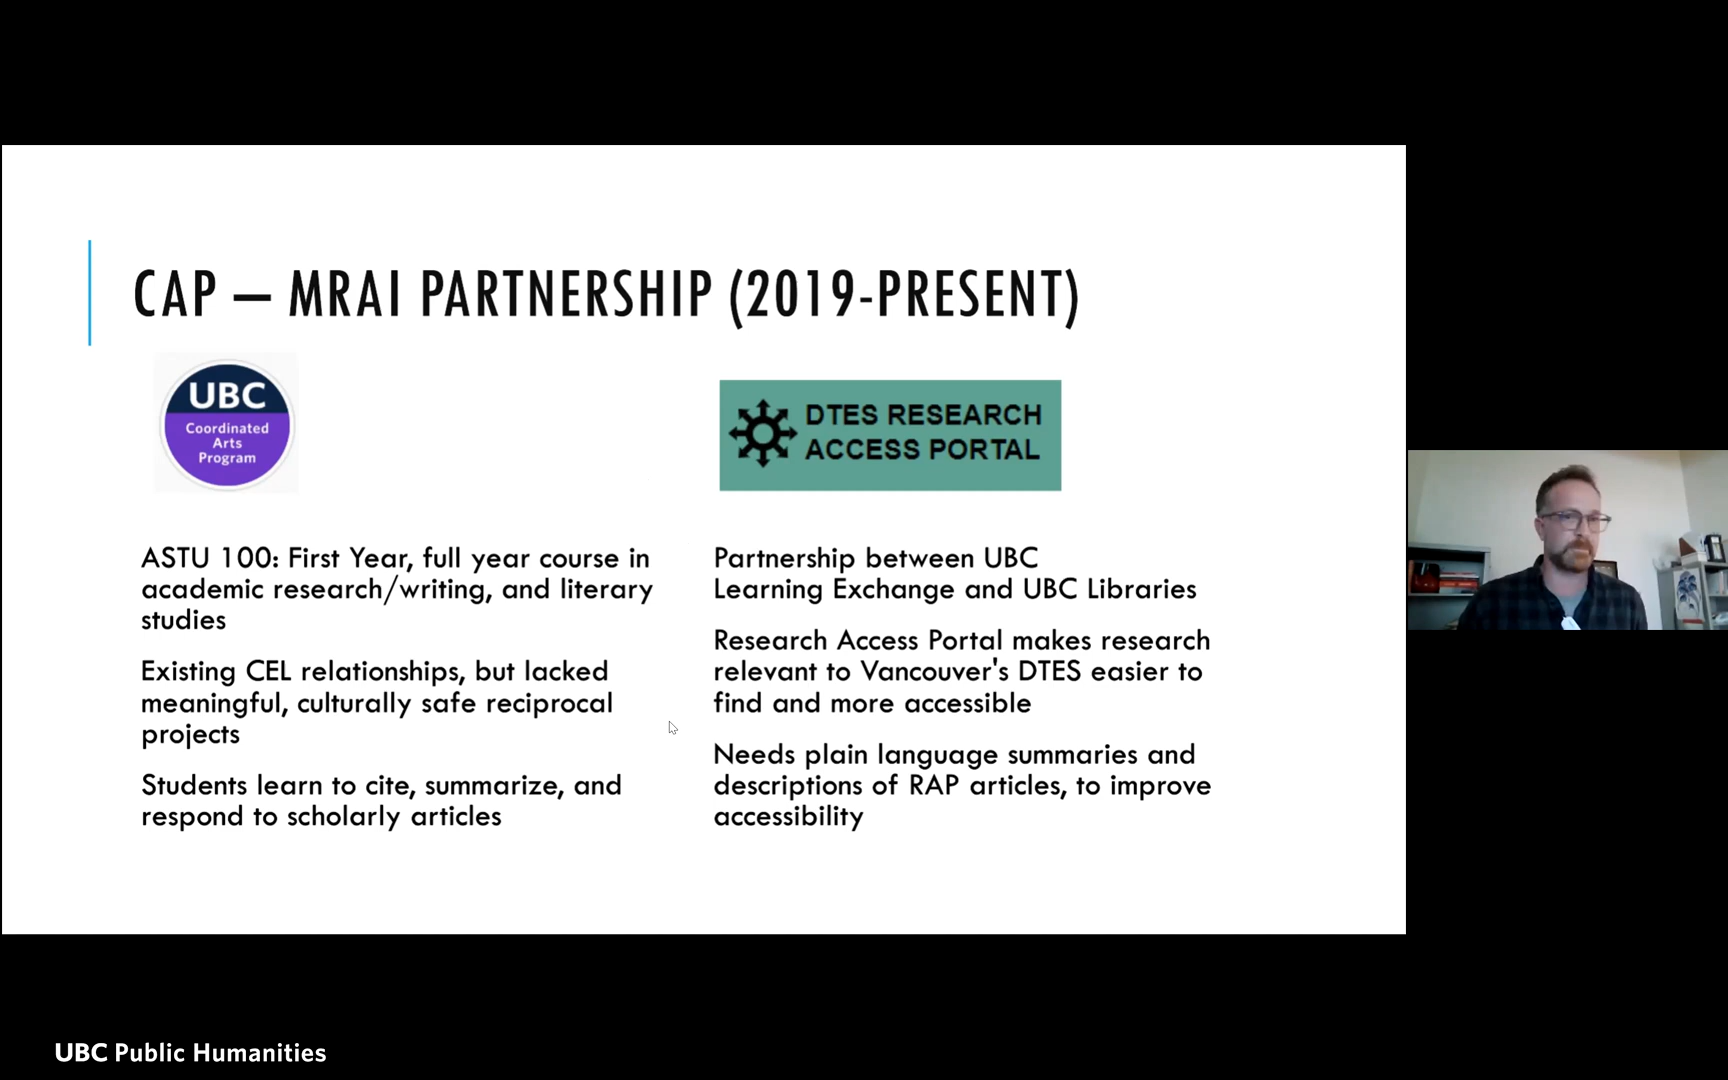 CAP – MRAI PARTNERSHIP (2019-PRESENT)
UBC
Coordinated
Arts
Program
DTES RESEARCH
ACCESS PORTAL
ASTU 100: First Year, full year course in
academic research/writing, and literary
studies
Existing CEL relationships, but lacked
meaningful, culturally safe reciprocal
projects
Students learn to cite, summarize, and
respond to scholarly articles
Partnership between UBC
Learning Exchange and UBC Libraries
Research Access Portal makes research
relevant to Vancouver's DTES easier to
find and more accessible
Needs plain language summaries and
descriptions of RAP articles, to improve
accessibility
UBC Public Humanities